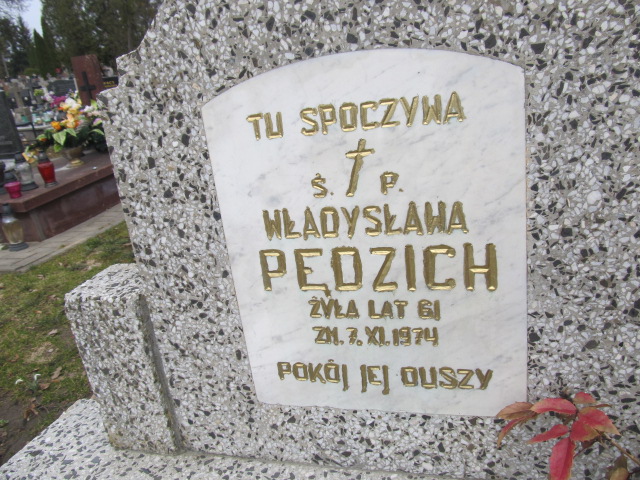 TU SPOCZYWA
Ś. P.
WŁADYSŁAWA
PĘDZICH
ŻYŁA LAT 61
ZM. 7. XI. 1974
POKÓJ JEJ DUSZY